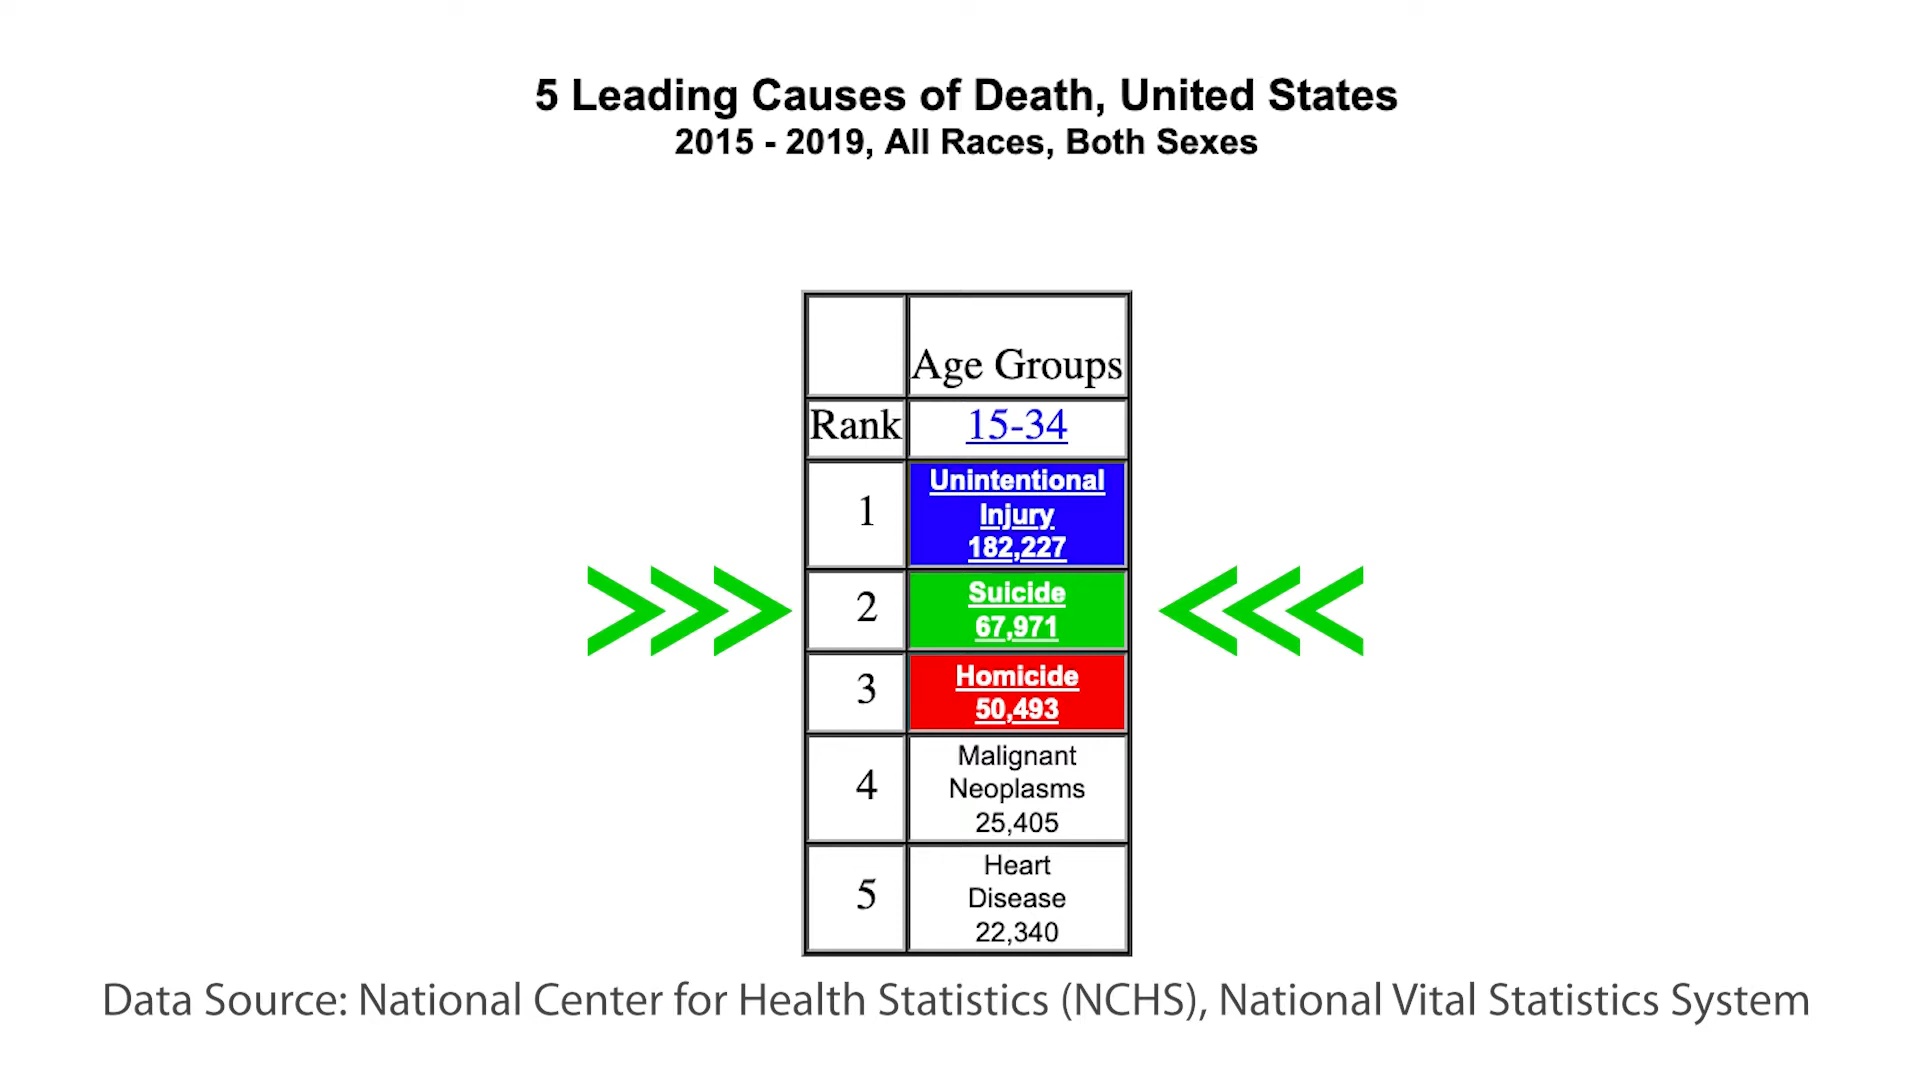 5 Leading Causes of Death, United States
2015 - 2019, All Races, Both Sexes
Age Groups
Rank
15-34
1
Unintentional
Injury
182,227
2
Suicide
67,971
3
Homicide
50,493
4
Malignant
Neoplasms
25,405
5
Heart
Disease
22,340
Data Source: National Center for Health Statistics (NCHS), National Vital Statistics System